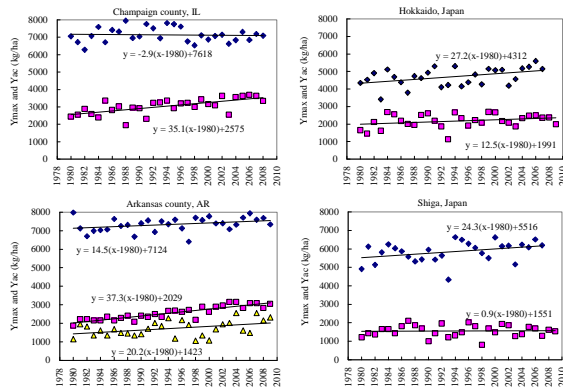 Champaign county, IL
Ymax and Yac (kg/ha)
8000
7000
6000
5000
4000
3000
2000
1000
0
y = -2.9(x-1980)+7618
y = 35.1(x-1980)+2575
1978 1980 1982 1984 1986 1988 1990 1992 1994 1996 1998 2000 2002 2004 2006 2008 2010
Hokkaido, Japan
Ymax and Yac (kg/ha)
8000
7000
6000
5000
4000
3000
2000
1000
0
y = 27.2(x-1980)+4312
y = 12.5(x-1980)+1991
1978 1980 1982 1984 1986 1988 1990 1992 1994 1996 1998 2000 2002 2004 2006 2008 2010
Arkansas county, AR
Ymax and Yac (kg/ha)
8000
7000
6000
5000
4000
3000
2000
1000
0
y = 14.5(x-1980)+7124
y = 37.3(x-1980)+2029
y = 20.2(x-1980)+1423
1978 1980 1982 1984 1986 1988 1990 1992 1994 1996 1998 2000 2002 2004 2006 2008 2010
Shiga, Japan
Ymax and Yac (kg/ha)
8000
7000
6000
5000
4000
3000
2000
1000
0
y = 24.3(x-1980)+5516
y = 0.9(x-1980)+1551
1978 1980 1982 1984 1986 1988 1990 1992 1994 1996 1998 2000 2002 2004 2006 2008 2010